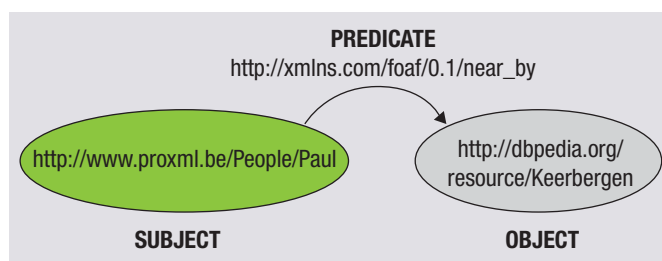 PREDICATE
http://xmlns.com/foaf/0.1/near_by
http://www.proxml.be/People/Paul
http://dbpedia.org/
resource/Keerbergen
SUBJECT
OBJECT